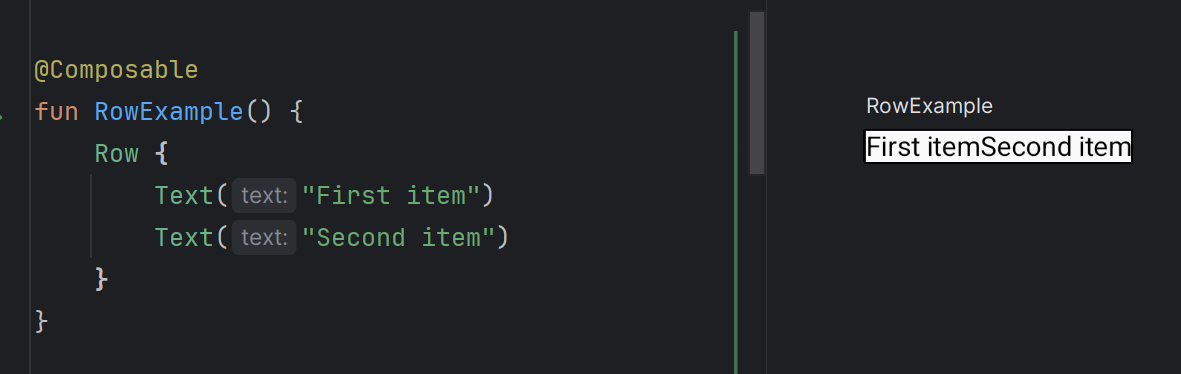 @Composable
fun RowExample() {
    Row {
        Text(text: "First item")
        Text(text: "Second item")
    }
}
RowExample
First itemSecond item